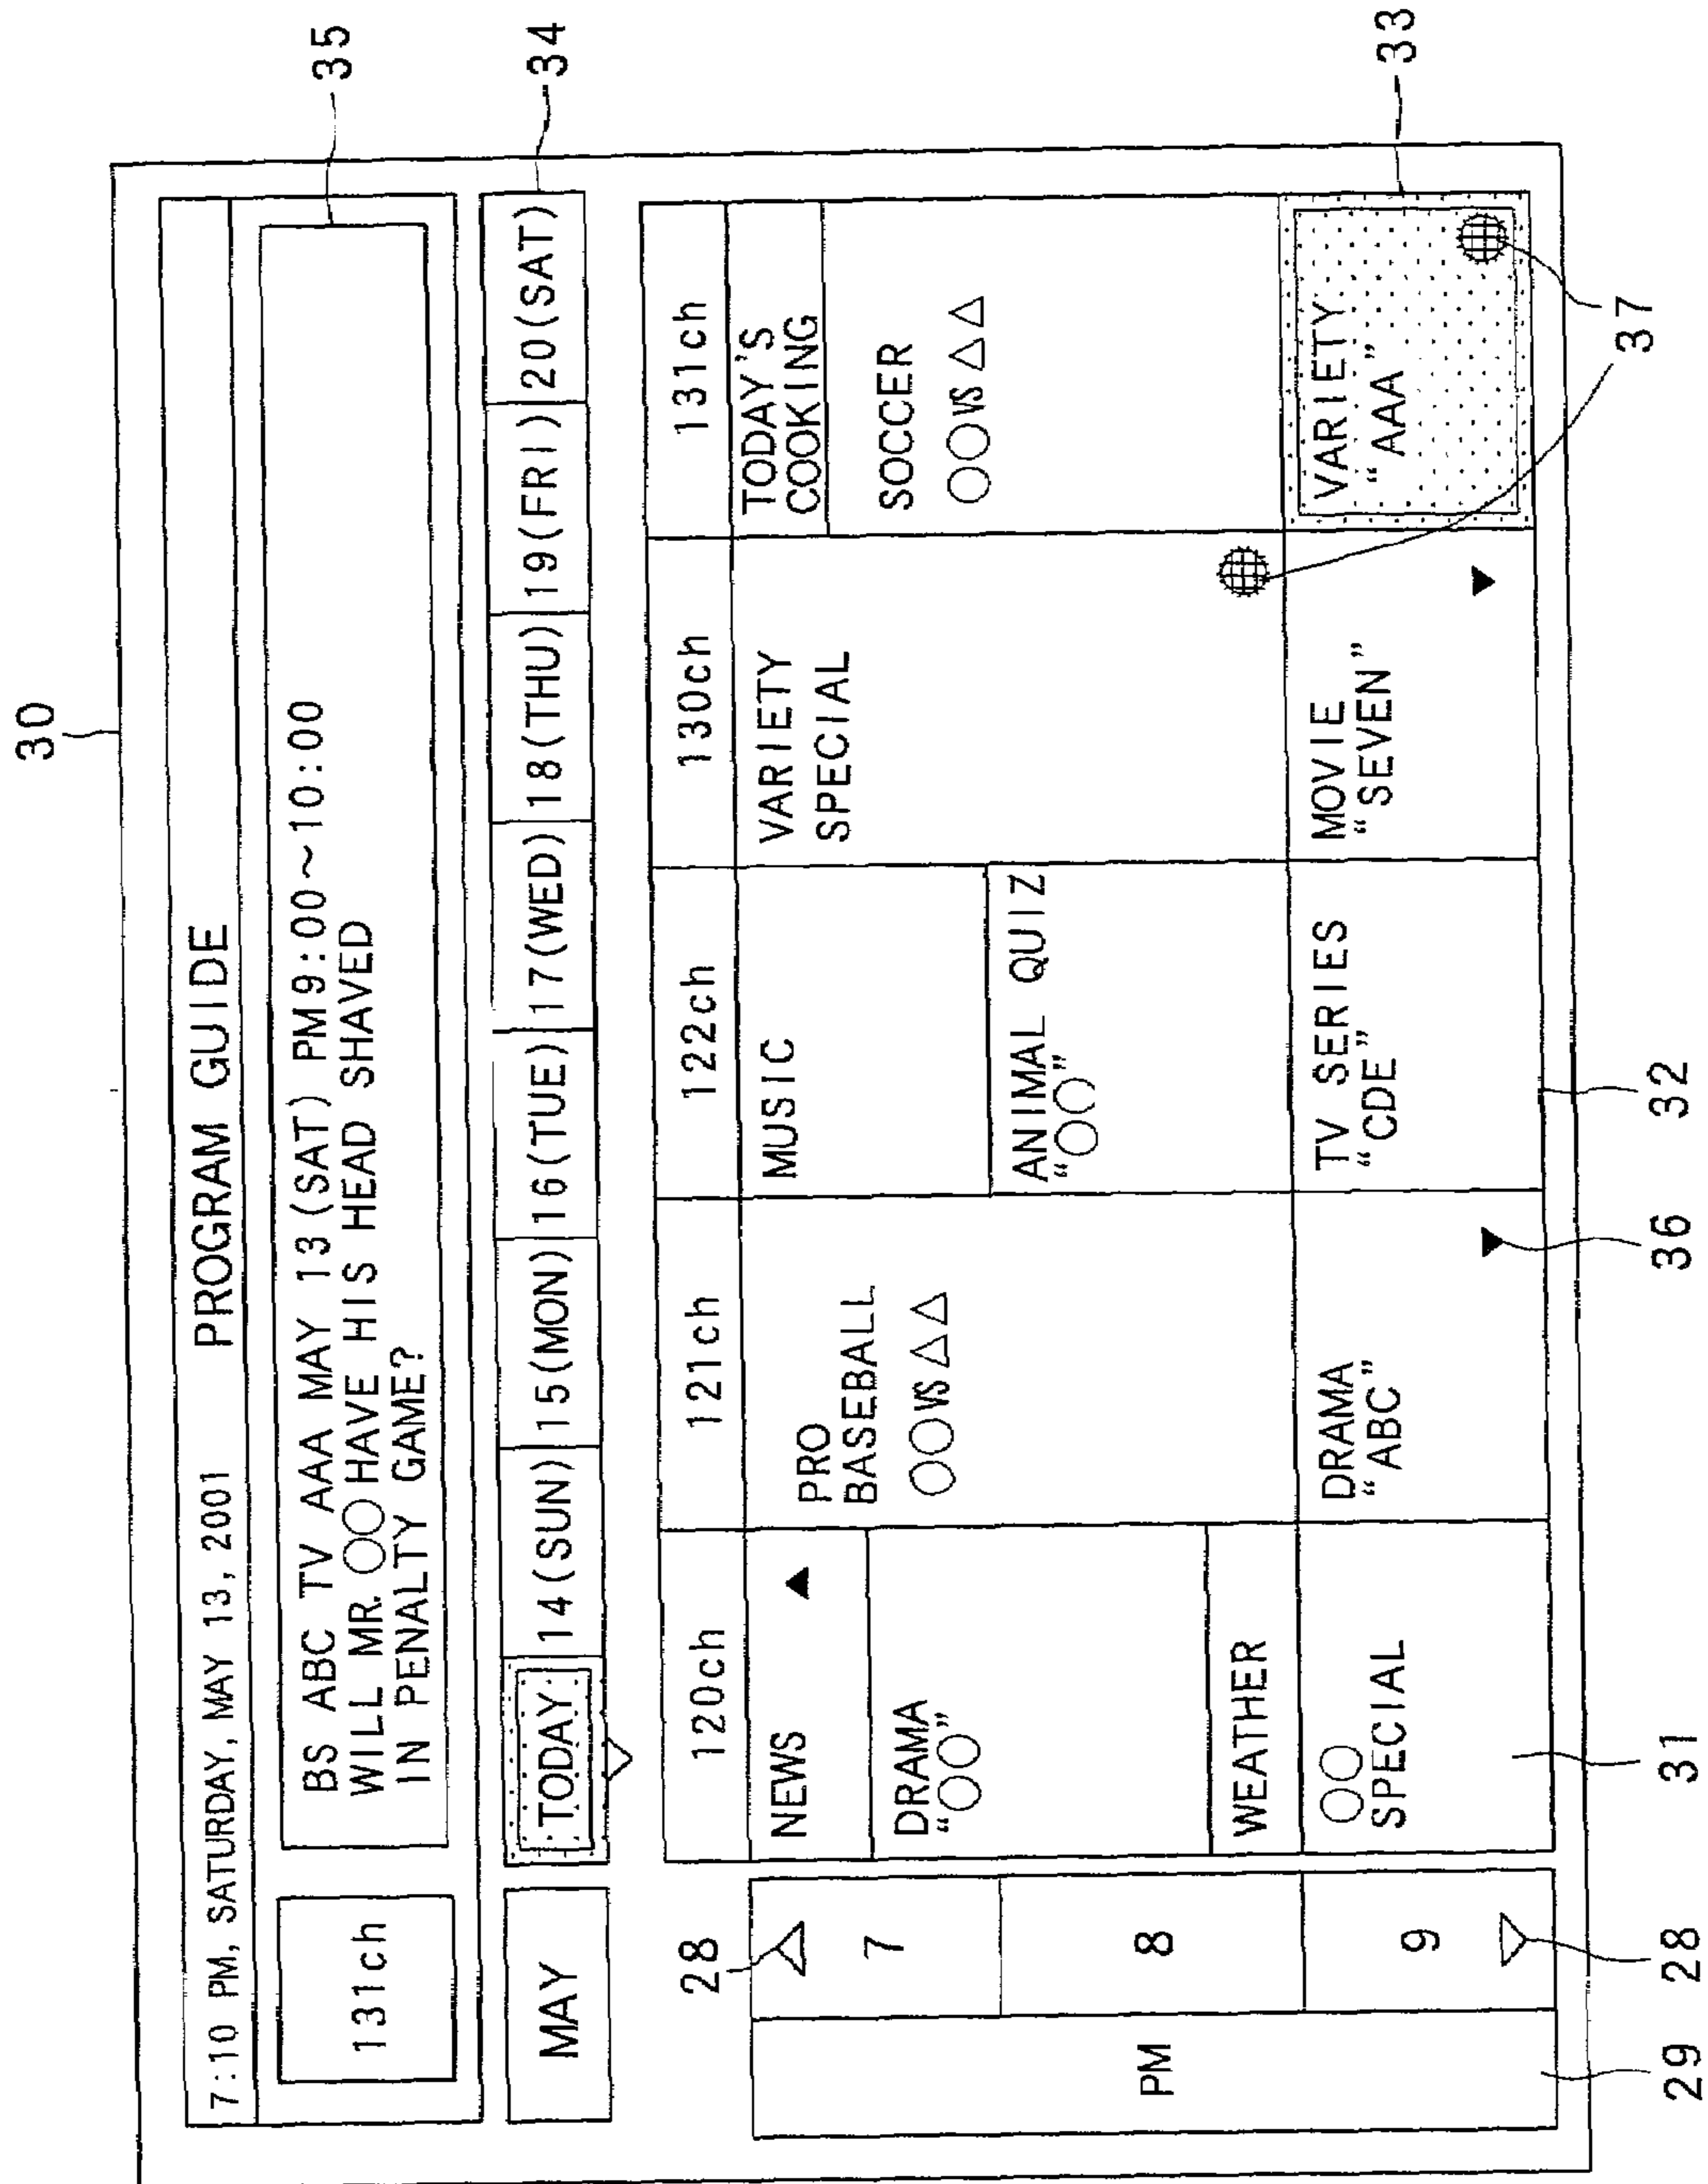 30
7:10 PM, SATURDAY, MAY 13, 2001 PROGRAM GUIDE
131ch
BS ABC TV AAA MAY 13(SAT) PM9:00~10:00
WILL MR. ○○ HAVE HIS HEAD SHAVED
IN PENALTY GAME?
35
MAY TODAY 14(SUN) 15(MON) 16(TUE) 17(WED) 18(THU) 19(FRI) 20(SAT)
34
120ch 121ch 122ch 130ch 131ch
28
PM
7
8
9
NEWS ▲
DRAMA
“○○”
WEATHER
○○
SPECIAL
PRO
BASEBALL
○○VS△△
DRAMA
“ABC”
▼
MUSIC
ANIMAL QUIZ
“○○”
TV SERIES
“CDE”
VARIETY
SPECIAL
MOVIE
“SEVEN”
▼
TODAY'S
COOKING
SOCCER
○○VS△△
VARIETY
“AAA”
33
29 28 31 36 32 37